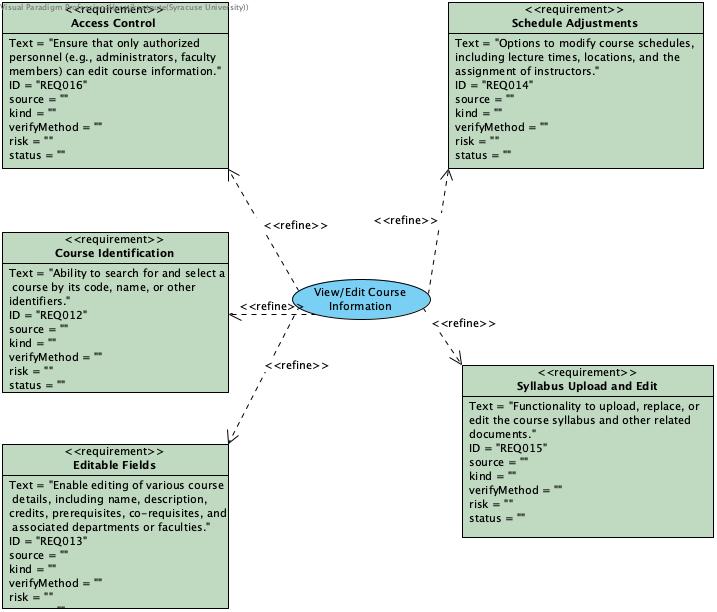 Visual Paradigm
(Syracuse University))
<<requirement>>
Access Control
Text = "Ensure that only authorized
personnel (e.g., administrators, faculty
members) can edit course information."
ID = "REQ016"
source = ""
kind = ""
verifyMethod = ""
risk = ""
status = ""
<<requirement>>
Schedule Adjustments
Text = "Options to modify course schedules,
including lecture times, locations, and the
assignment of instructors."
ID = "REQ014"
source = ""
kind = ""
verifyMethod = ""
risk = ""
status = ""
<<refine>>
<<refine>>
<<requirement>>
Course Identification
Text = "Ability to search for and select a
course by its code, name, or other
identifiers."
ID = "REQ012"
source = ""
kind = ""
verifyMethod = ""
risk = ""
status = ""
<<refine>>
View/Edit Course
Information
<<refine>>
<<refine>>
<<requirement>>
Syllabus Upload and Edit
Text = "Functionality to upload, replace, or
edit the course syllabus and other related
documents."
ID = "REQ015"
source = ""
kind = ""
verifyMethod = ""
risk = ""
status = ""
<<requirement>>
Editable Fields
Text = "Enable editing of various course
details, including name, description,
credits, prerequisites, co-requisites, and
associated departments or faculties."
ID = "REQ013"
source = ""
kind = ""
verifyMethod = ""
risk = ""